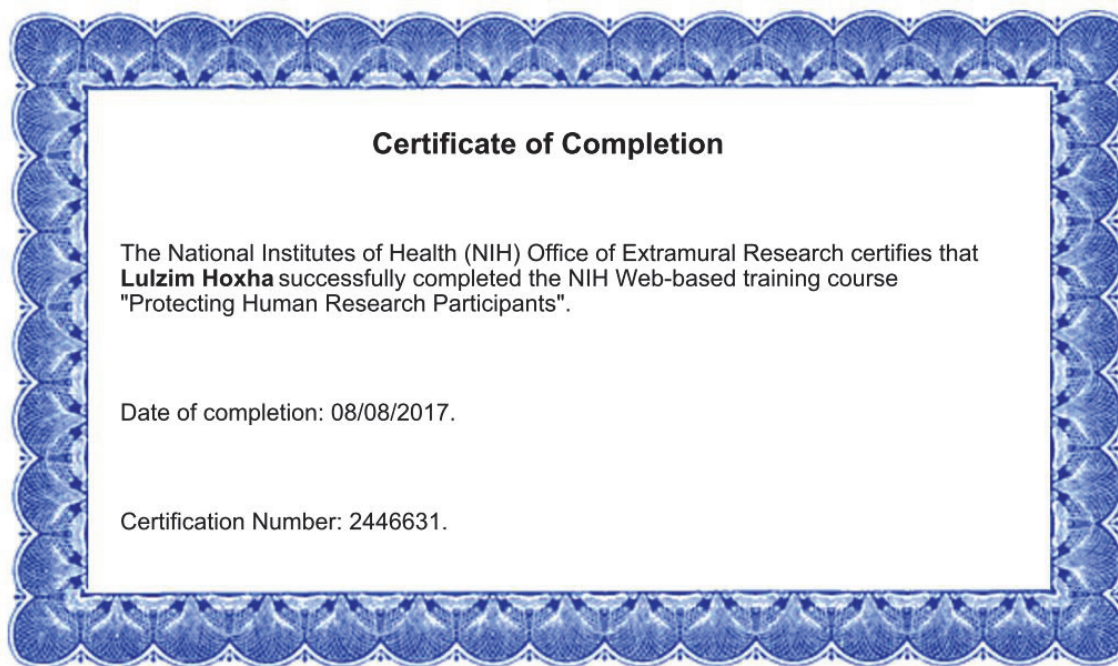 Certificate of Completion
The National Institutes of Health (NIH) Office of Extramural Research certifies that
Lulzim Hoxha successfully completed the NIH Web-based training course
"Protecting Human Research Participants".
Date of completion: 08/08/2017.
Certification Number: 2446631.